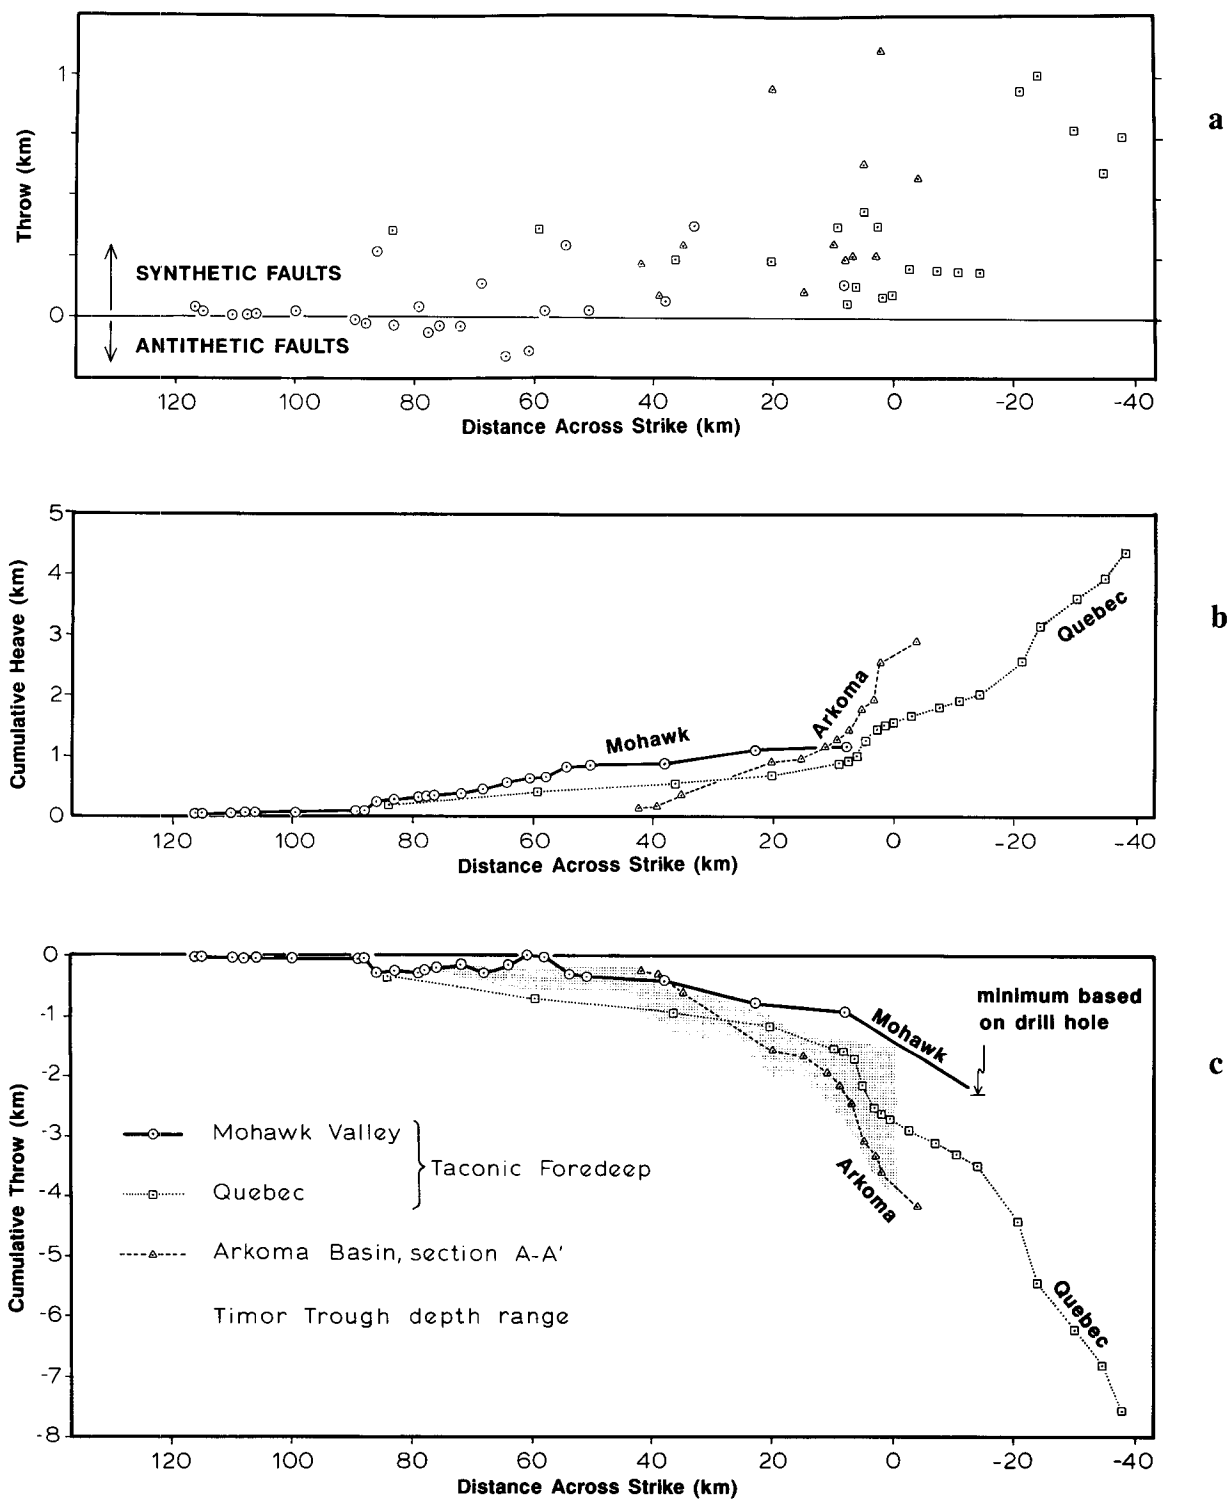 a
1
Throw (km)
SYNTHETIC FAULTS
0
ANTITHETIC FAULTS
120 100 80 60 40 20 0 -20 -40
Distance Across Strike (km)
b
5
4
3
2
1
0
Cumulative Heave (km)
Mohawk
Arkoma
Quebec
120 100 80 60 40 20 0 -20 -40
Distance Across Strike (km)
c
0
-1
-2
-3
-4
-5
-6
-7
-8
Cumulative Throw (km)
minimum based
on drill hole
Mohawk
Arkoma
Quebec
Mohawk Valley
Taconic Foredeep
Quebec
Arkoma Basin, section A-A'
Timor Trough depth range
120 100 80 60 40 20 0 -20 -40
Distance Across Strike (km)